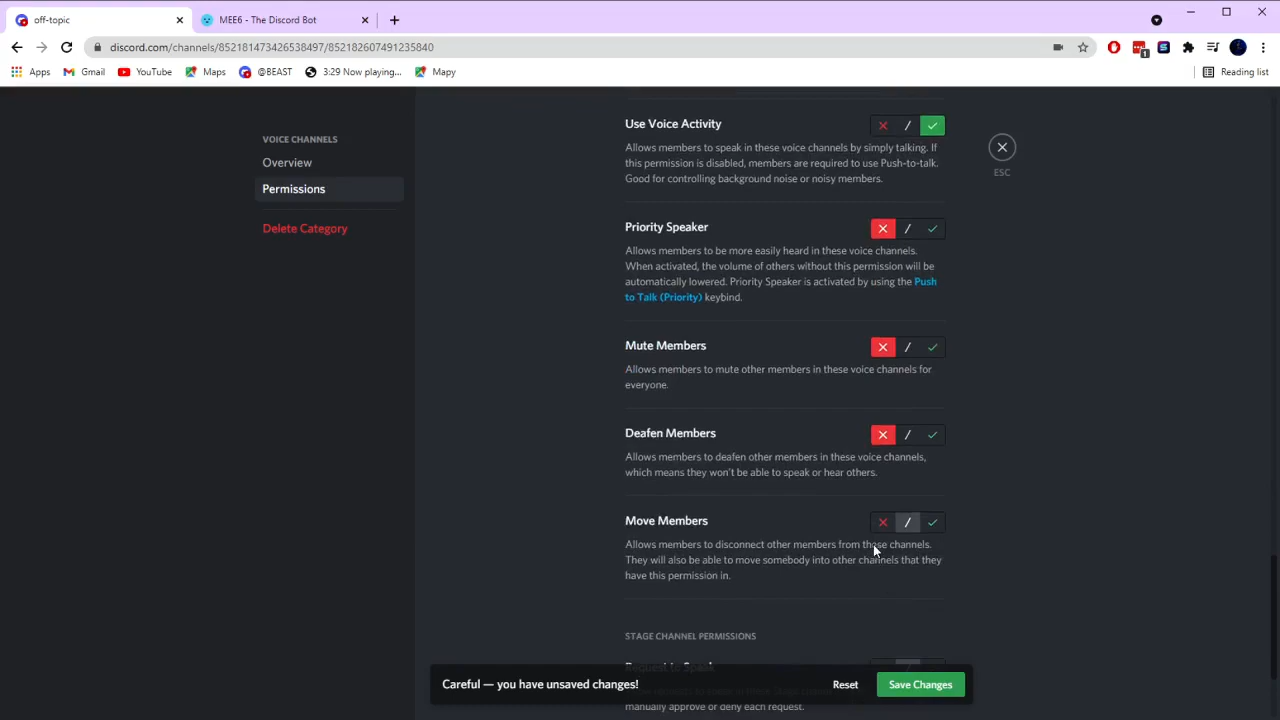 off-topic
MEE6 - The Discord Bot
discord.com/channels/852181473426538497/852182607491235840
1
Apps
Gmail
YouTube
Maps
@BEAST
3:29 Now playing...
Mapy
Reading list
VOICE CHANNELS
Overview
Permissions
Delete Category
Use Voice Activity
Allows members to speak in these voice channels by simply talking. If
this permission is disabled, members are required to use Push-to-talk.
Good for controlling background noise or noisy members.
ESC
Priority Speaker
Allows members to be more easily heard in these voice channels.
When activated, the volume of others without this permission will be
automatically lowered. Priority Speaker is activated by using the Push
to Talk (Priority) keybind.
Mute Members
Allows members to mute other members in these voice channels for
everyone.
Deafen Members
Allows members to deafen other members in these voice channels,
which means they won't be able to speak or hear others.
Move Members
Allows members to disconnect other members from those channels.
They will also be able to move somebody into other channels that they
have this permission in.
STAGE CHANNEL PERMISSIONS
Request to Speak
Careful — you have unsaved changes!
Reset
Save Changes
manually approve or deny each request.